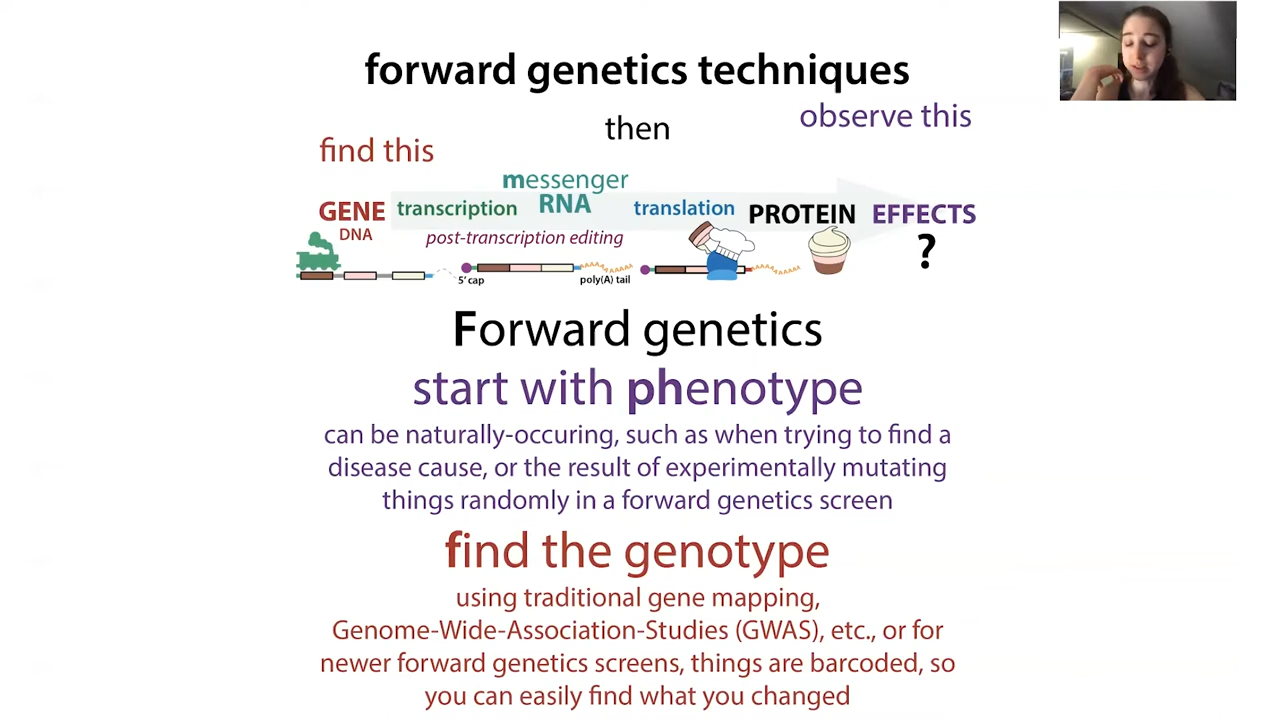 forward genetics techniques
observe this
then
find this
messenger
GENE transcription RNA translation PROTEIN EFFECTS
DNA
post-transcription editing
?
5' cap
poly(A) tail
AAAAAAA
AAAAAAA
Forward genetics
start with phenotype
can be naturally-occuring, such as when trying to find a
disease cause, or the result of experimentally mutating
things randomly in a forward genetics screen
find the genotype
using traditional gene mapping,
Genome-Wide-Association-Studies (GWAS), etc., or for
newer forward genetics screens, things are barcoded, so
you can easily find what you changed